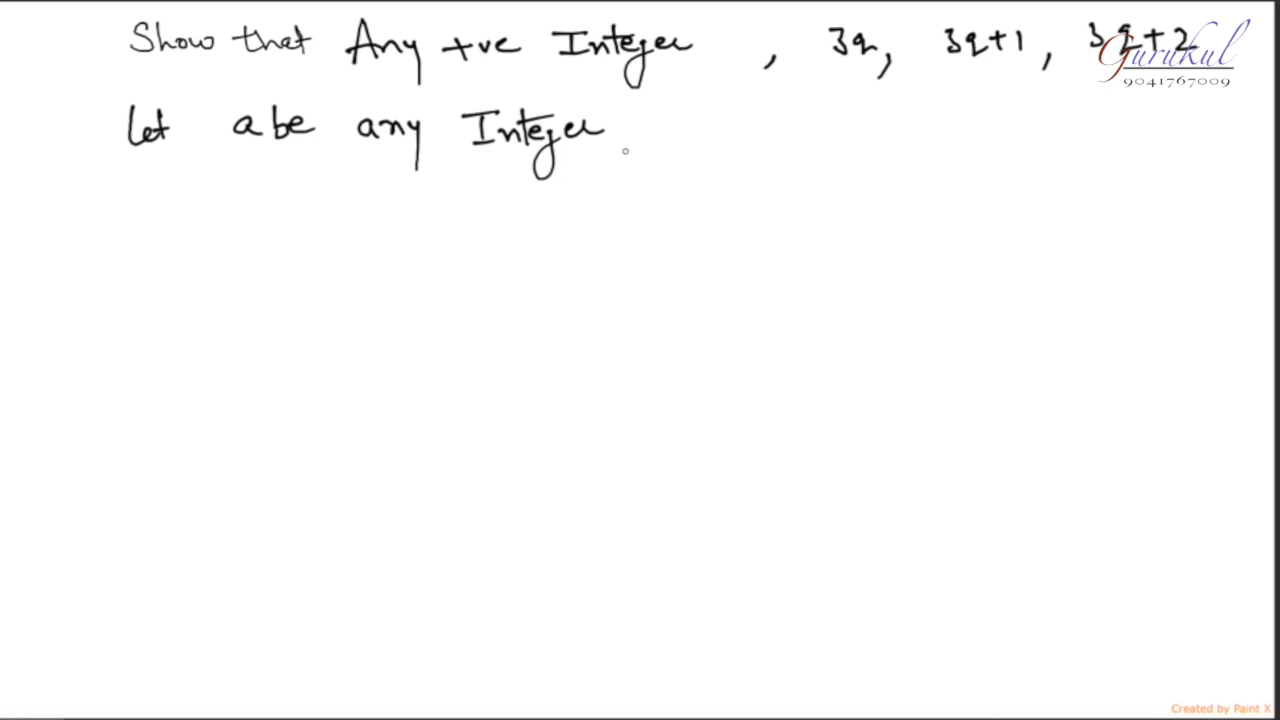 Show that Any +ve Integer , 3q, 3q+1, 3q+2
Gurukul
9041767009
Let a be any Integer
Created by Paint X